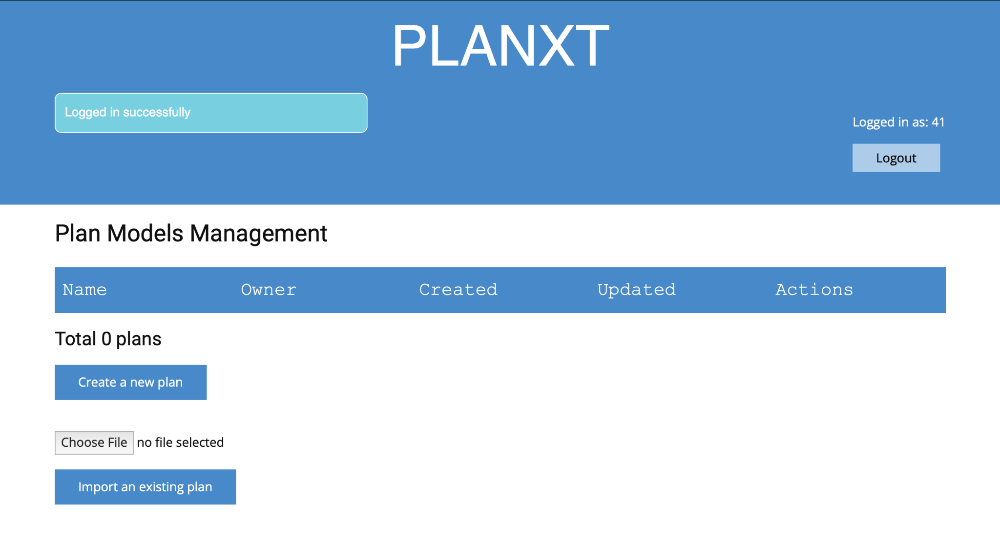 PLANXT
Logged in successfully
Logged in as: 41
Logout
Plan Models Management
Name Owner Created Updated Actions
Total 0 plans
Create a new plan
Choose File no file selected
Import an existing plan